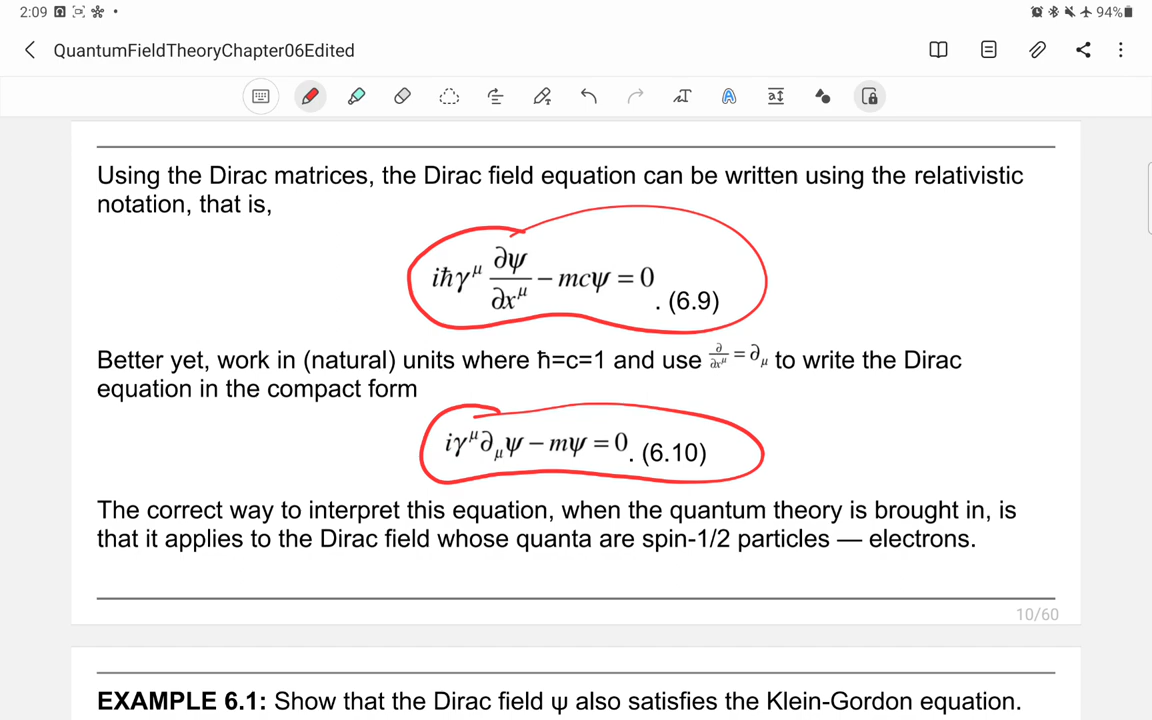 2:09 94%
QuantumFieldTheoryChapter06Edited
Using the Dirac matrices, the Dirac field equation can be written using the relativistic
notation, that is,
iħγ^μ ∂ψ/∂x^μ − mcψ = 0 . (6.9)
Better yet, work in (natural) units where ħ=c=1 and use ∂/∂x^μ = ∂_μ to write the Dirac
equation in the compact form
iγ^μ∂_μψ − mψ = 0. (6.10)
The correct way to interpret this equation, when the quantum theory is brought in, is
that it applies to the Dirac field whose quanta are spin-1/2 particles — electrons.
10/60
EXAMPLE 6.1: Show that the Dirac field ψ also satisfies the Klein-Gordon equation.